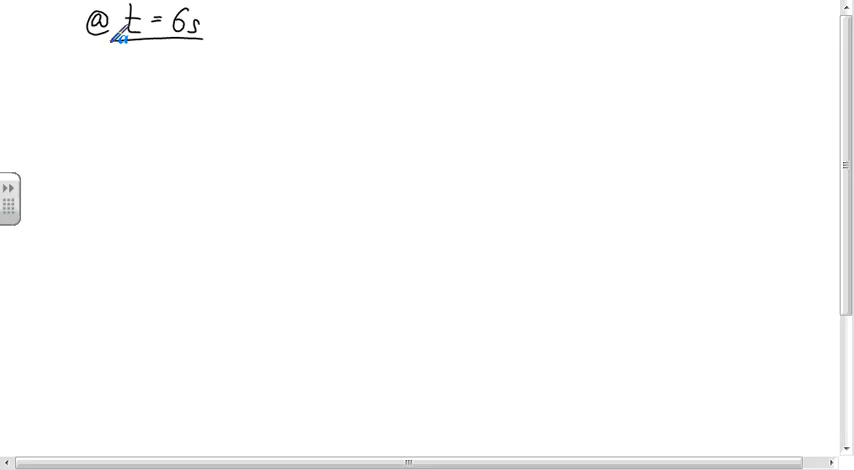 @ t = 6s